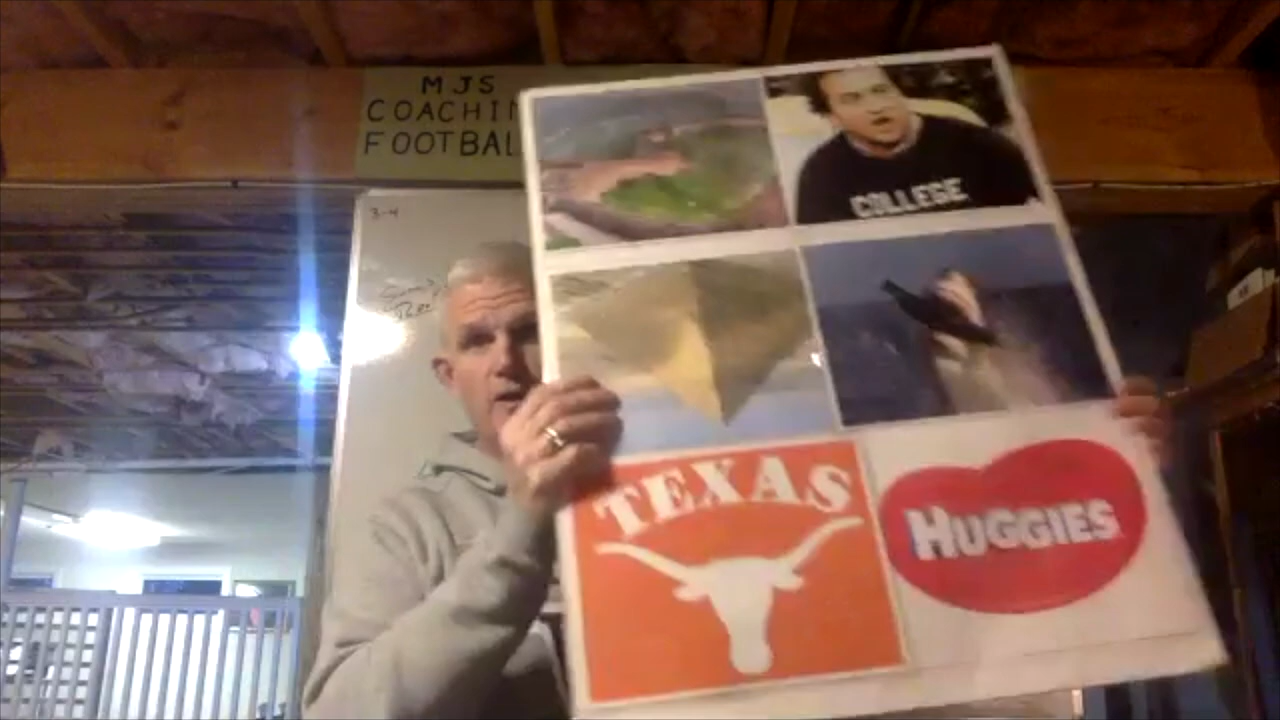 MJS
COACHIN
FOOTBAL
3-4
COLLEGE
TEXAS
HUGGIES